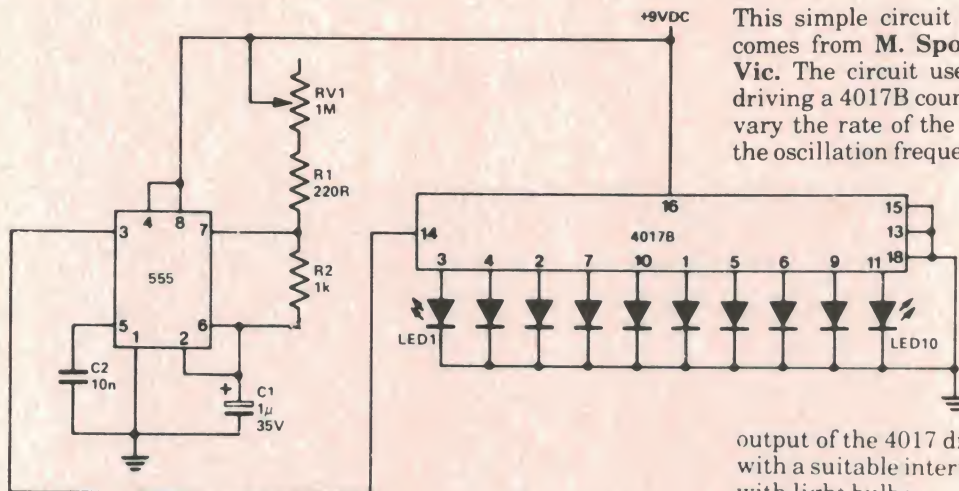 +9VDC
This simple circuit
comes from M. Spo
Vic. The circuit use
driving a 4017B coun
vary the rate of the
the oscillation freque
RV1
1M
R1
220R
4 8
3 7
555
R2
1k
5 1 2 6
C2
10n
+
C1
1μ
35V
16
15
14
4017B
13
18
3 4 2 7 10 1 5 6 9 11
LED1
LED10
output of the 4017 d
with a suitable inter
with light bulb